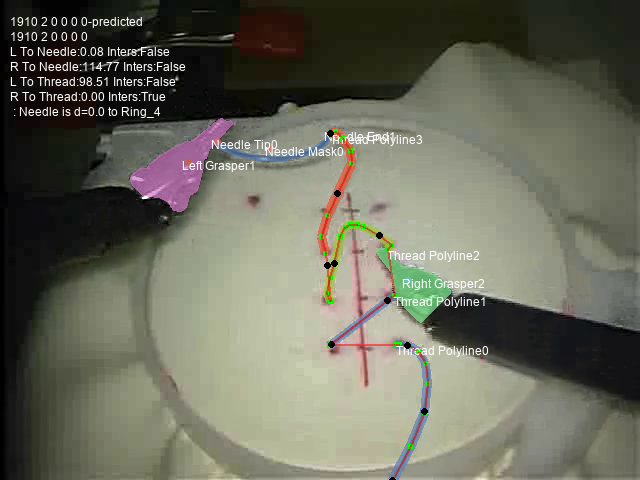 1910 2 0 0 0 0-predicted
1910 2 0 0 0 0
L To Needle:0.08 Inters:False
R To Needle:114.77 Inters:False
L To Thread:98.51 Inters:False
R To Thread:0.00 Inters:True
: Needle is d=0.0 to Ring_4
Needle Tip0
Needle End1
Thread Polyline3
Needle Mask0
Left Grasper1
Thread Polyline2
Right Grasper2
Thread Polyline1
Thread Polyline0